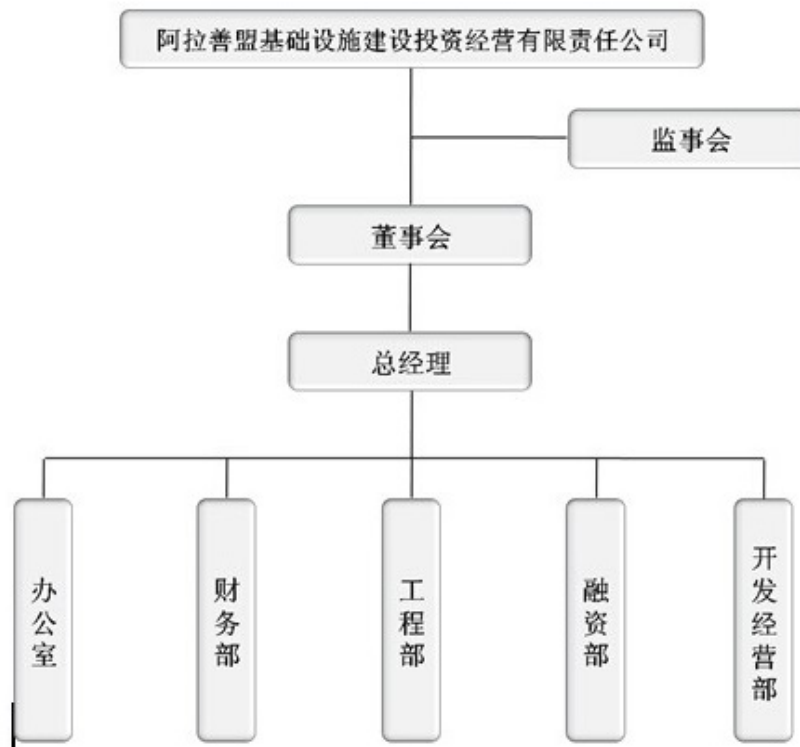 阿拉善盟基础设施建设投资经营有限责任公司
监事会
董事会
总经理
办公室
财务部
工程部
融资部
开发经营部